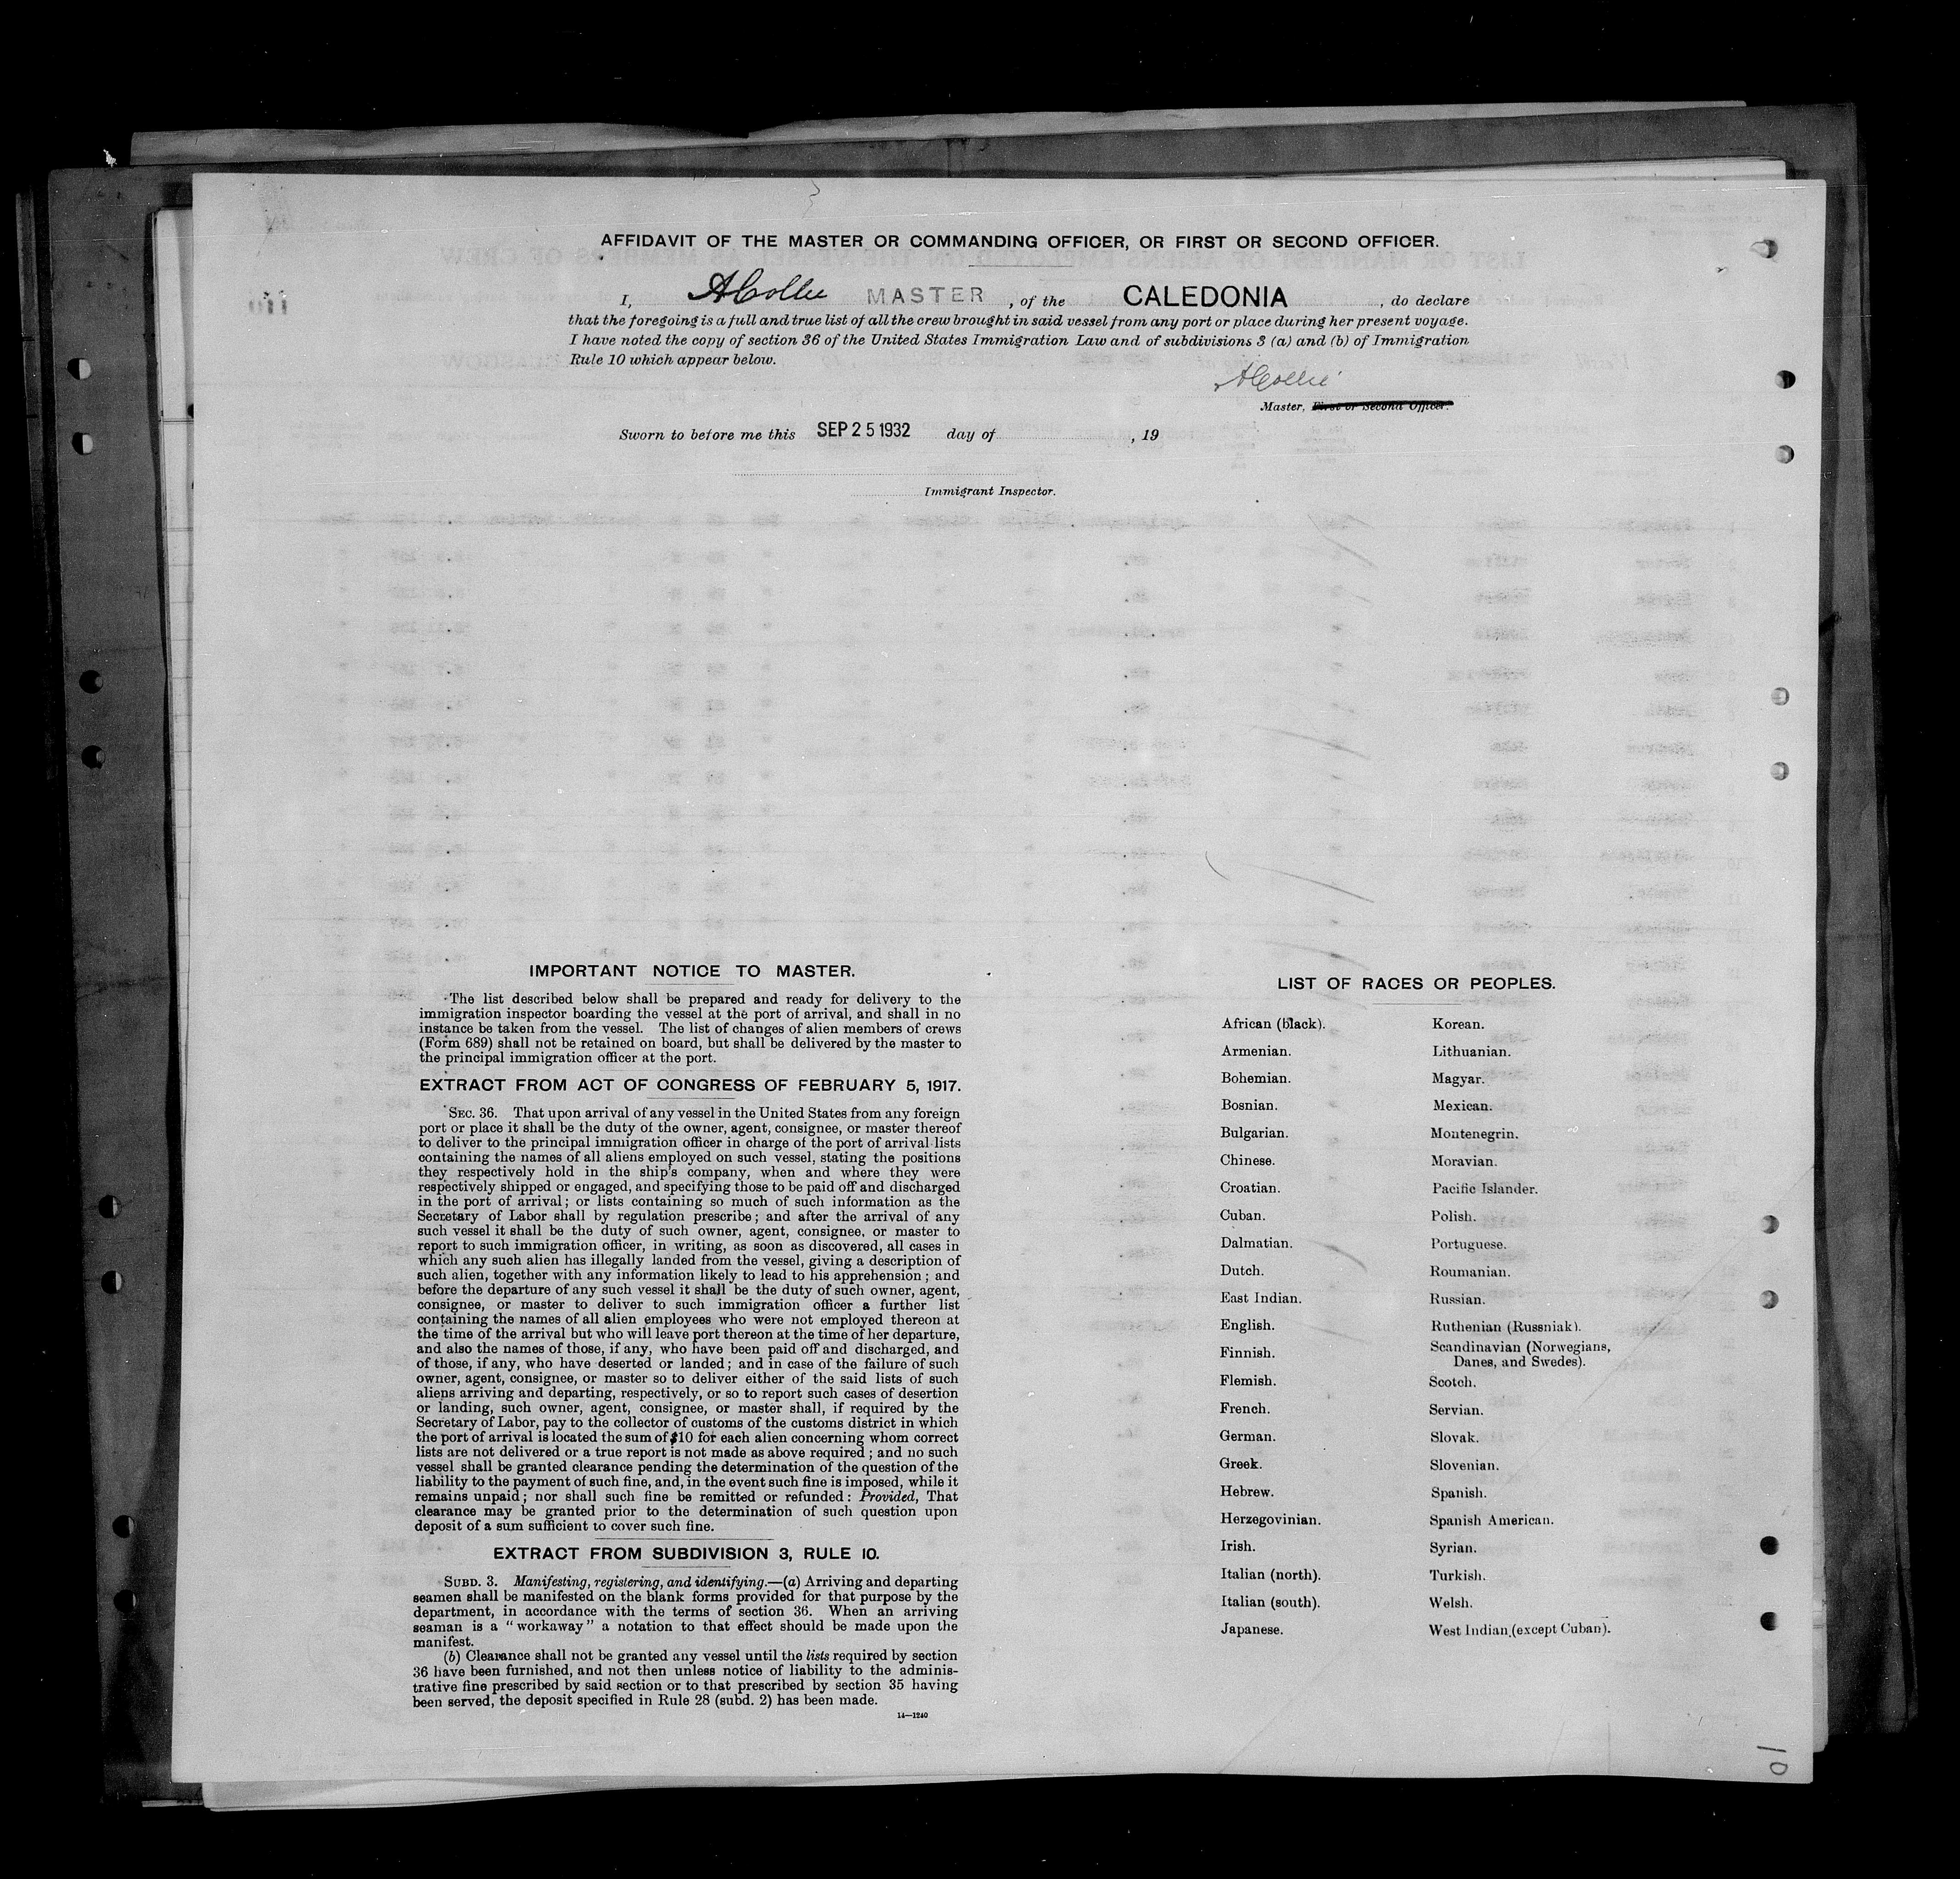 AFFIDAVIT OF THE MASTER OR COMMANDING OFFICER, OR FIRST OR SECOND OFFICER.
I, A Collie MASTER, of the CALEDONIA, do declare
that the foregoing is a full and true list of all the crew brought in said vessel from any port or place during her present voyage.
I have noted the copy of section 36 of the United States Immigration Law and of subdivisions 3 (a) and (b) of Immigration
Rule 10 which appear below.
A Collie
Master, First or Second Officer.
Sworn to before me this SEP 25 1932 day of , 19
Immigrant Inspector.
IMPORTANT NOTICE TO MASTER.
The list described below shall be prepared and ready for delivery to the
immigration inspector boarding the vessel at the port of arrival, and shall in no
instance be taken from the vessel. The list of changes of alien members of crews
(Form 689) shall not be retained on board, but shall be delivered by the master to
the principal immigration officer at the port.
EXTRACT FROM ACT OF CONGRESS OF FEBRUARY 5, 1917.
SEC. 36. That upon arrival of any vessel in the United States from any foreign
port or place it shall be the duty of the owner, agent, consignee, or master thereof
to deliver to the principal immigration officer in charge of the port of arrival lists
containing the names of all aliens employed on such vessel, stating the positions
they respectively hold in the ship's company, when and where they were
respectively shipped or engaged, and specifying those to be paid off and discharged
in the port of arrival; or lists containing so much of such information as the
Secretary of Labor shall by regulation prescribe; and after the arrival of any
such vessel it shall be the duty of such owner, agent, consignee, or master to
report to such immigration officer, in writing, as soon as discovered, all cases in
which any such alien has illegally landed from the vessel, giving a description of
such alien, together with any information likely to lead to his apprehension; and
before the departure of any such vessel it shall be the duty of such owner, agent,
consignee, or master to deliver to such immigration officer a further list
containing the names of all alien employees who were not employed thereon at
the time of the arrival but who will leave port thereon at the time of her departure,
and also the names of those, if any, who have been paid off and discharged, and
of those, if any, who have deserted or landed; and in case of the failure of such
owner, agent, consignee, or master so to deliver either of the said lists of such
aliens arriving and departing, respectively, or so to report such cases of desertion
or landing, such owner, agent, consignee, or master shall, if required by the
Secretary of Labor, pay to the collector of customs of the customs district in which
the port of arrival is located the sum of $10 for each alien concerning whom correct
lists are not delivered or a true report is not made as above required; and no such
vessel shall be granted clearance pending the determination of the question of the
liability to the payment of such fine, and, in the event such fine is imposed, while it
remains unpaid; nor shall such fine be remitted or refunded: Provided, That
clearance may be granted prior to the determination of such question upon
deposit of a sum sufficient to cover such fine.
EXTRACT FROM SUBDIVISION 3, RULE 10.
SUBD. 3. Manifesting, registering, and identifying.—(a) Arriving and departing
seamen shall be manifested on the blank forms provided for that purpose by the
department, in accordance with the terms of section 36. When an arriving
seaman is a "workaway" a notation to that effect should be made upon the
manifest.
(b) Clearance shall not be granted any vessel until the lists required by section
36 have been furnished, and not then unless notice of liability to the adminis-
trative fine prescribed by said section or to that prescribed by section 35 having
been served, the deposit specified in Rule 28 (subd. 2) has been made.
14—1240
LIST OF RACES OR PEOPLES.
African (black).
Armenian.
Bohemian.
Bosnian.
Bulgarian.
Chinese.
Croatian.
Cuban.
Dalmatian.
Dutch.
East Indian.
English.
Finnish.
Flemish.
French.
German.
Greek.
Hebrew.
Herzegovinian.
Irish.
Italian (north).
Italian (south).
Japanese.
Korean.
Lithuanian.
Magyar.
Mexican.
Montenegrin.
Moravian.
Pacific Islander.
Polish.
Portuguese.
Roumanian.
Russian.
Ruthenian (Russniak).
Scandinavian (Norwegians,
Danes, and Swedes).
Scotch.
Servian.
Slovak.
Slovenian.
Spanish.
Spanish American.
Syrian.
Turkish.
Welsh.
West Indian (except Cuban).
10